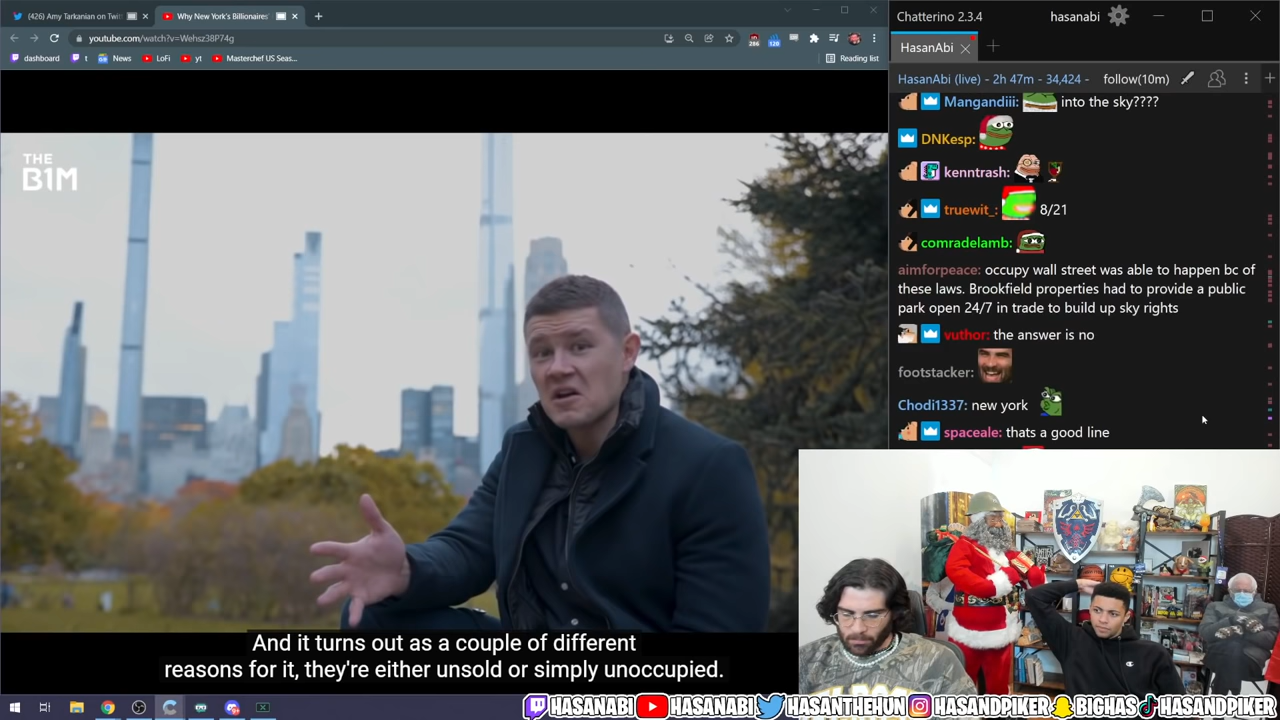 (426) Amy Tarkanian on Twitt
Why New York's Billionaires'
youtube.com/watch?v=Wehsz38P74g
286
120
dashboard
t
News
LoFi
yt
Masterchef US Seas...
Reading list
THE
B1M
And it turns out as a couple of different
reasons for it, they're either unsold or simply unoccupied.
Chatterino 2.3.4
hasanabi
HasanAbi
HasanAbi (live) - 2h 47m - 34,424 -
follow(10m)
Mangandiii: into the sky????
DNKesp:
kenntrash:
truewit_: 8/21
comradelamb:
aimforpeace: occupy wall street was able to happen bc of
these laws. Brookfield properties had to provide a public
park open 24/7 in trade to build up sky rights
vuthor: the answer is no
footstacker:
Chodi1337: new york
spaceale: thats a good line
HASANABI
HASANABI
HASANTHEHUN
HASANDPIKER
BIGHAS
HASANDPIKER